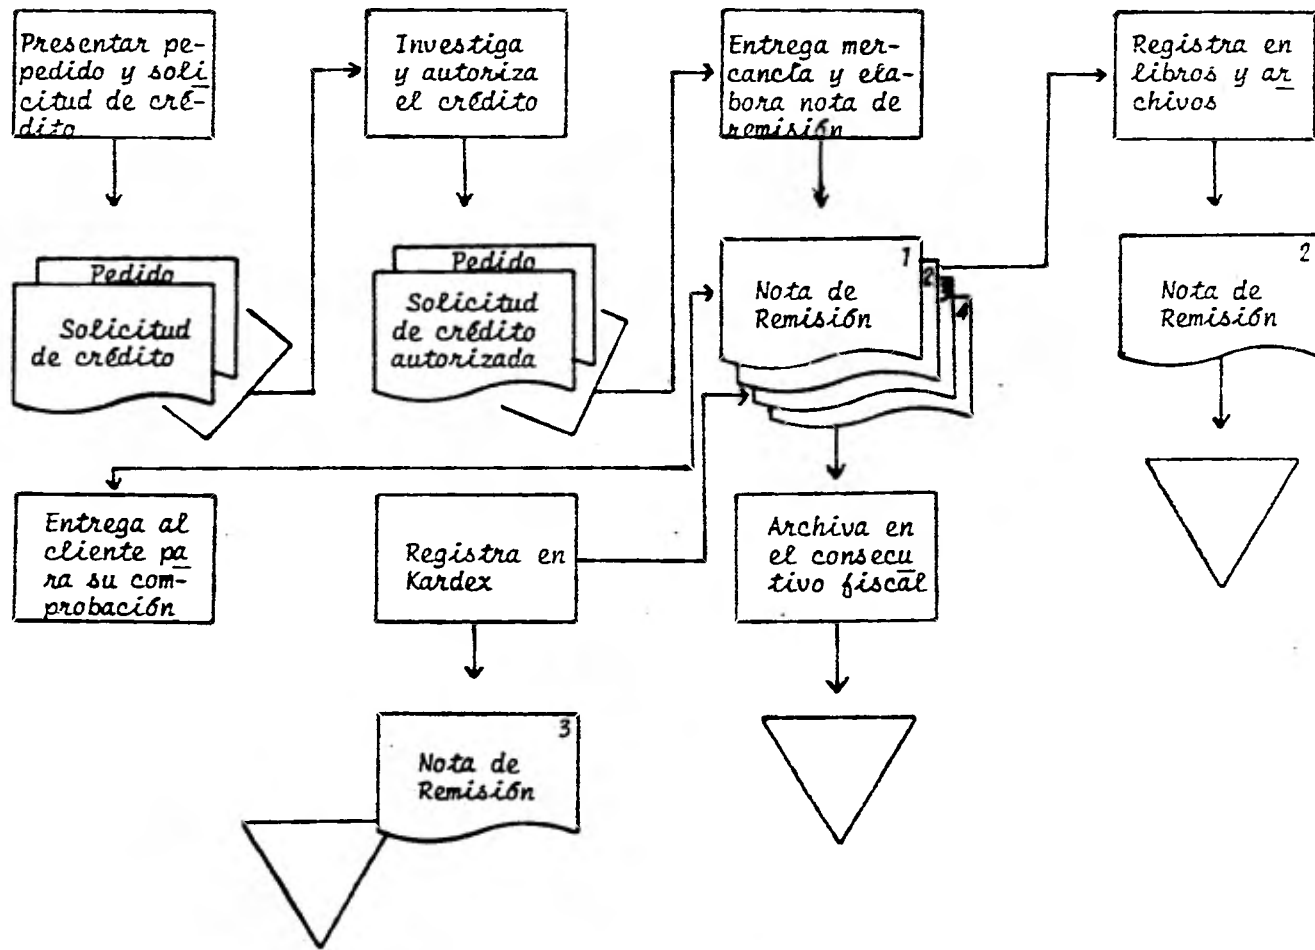 Presentar pe-
pedido y soli
citud de cré-
dito
Investiga
y autoriza
el crédito
Entrega mer-
cancía y ela-
bora nota de
remisión
Registra en
libros y ar
chivos
Pedido
Solicitud
de crédito
Pedido
Solicitud
de crédito
autorizada
1
2
3
4
Nota de
Remisión
2
Nota de
Remisión
Entrega al
cliente pa
ra su com-
probación
Registra en
Kardex
Archiva en
el consecu
tivo fiscal
3
Nota de
Remisión